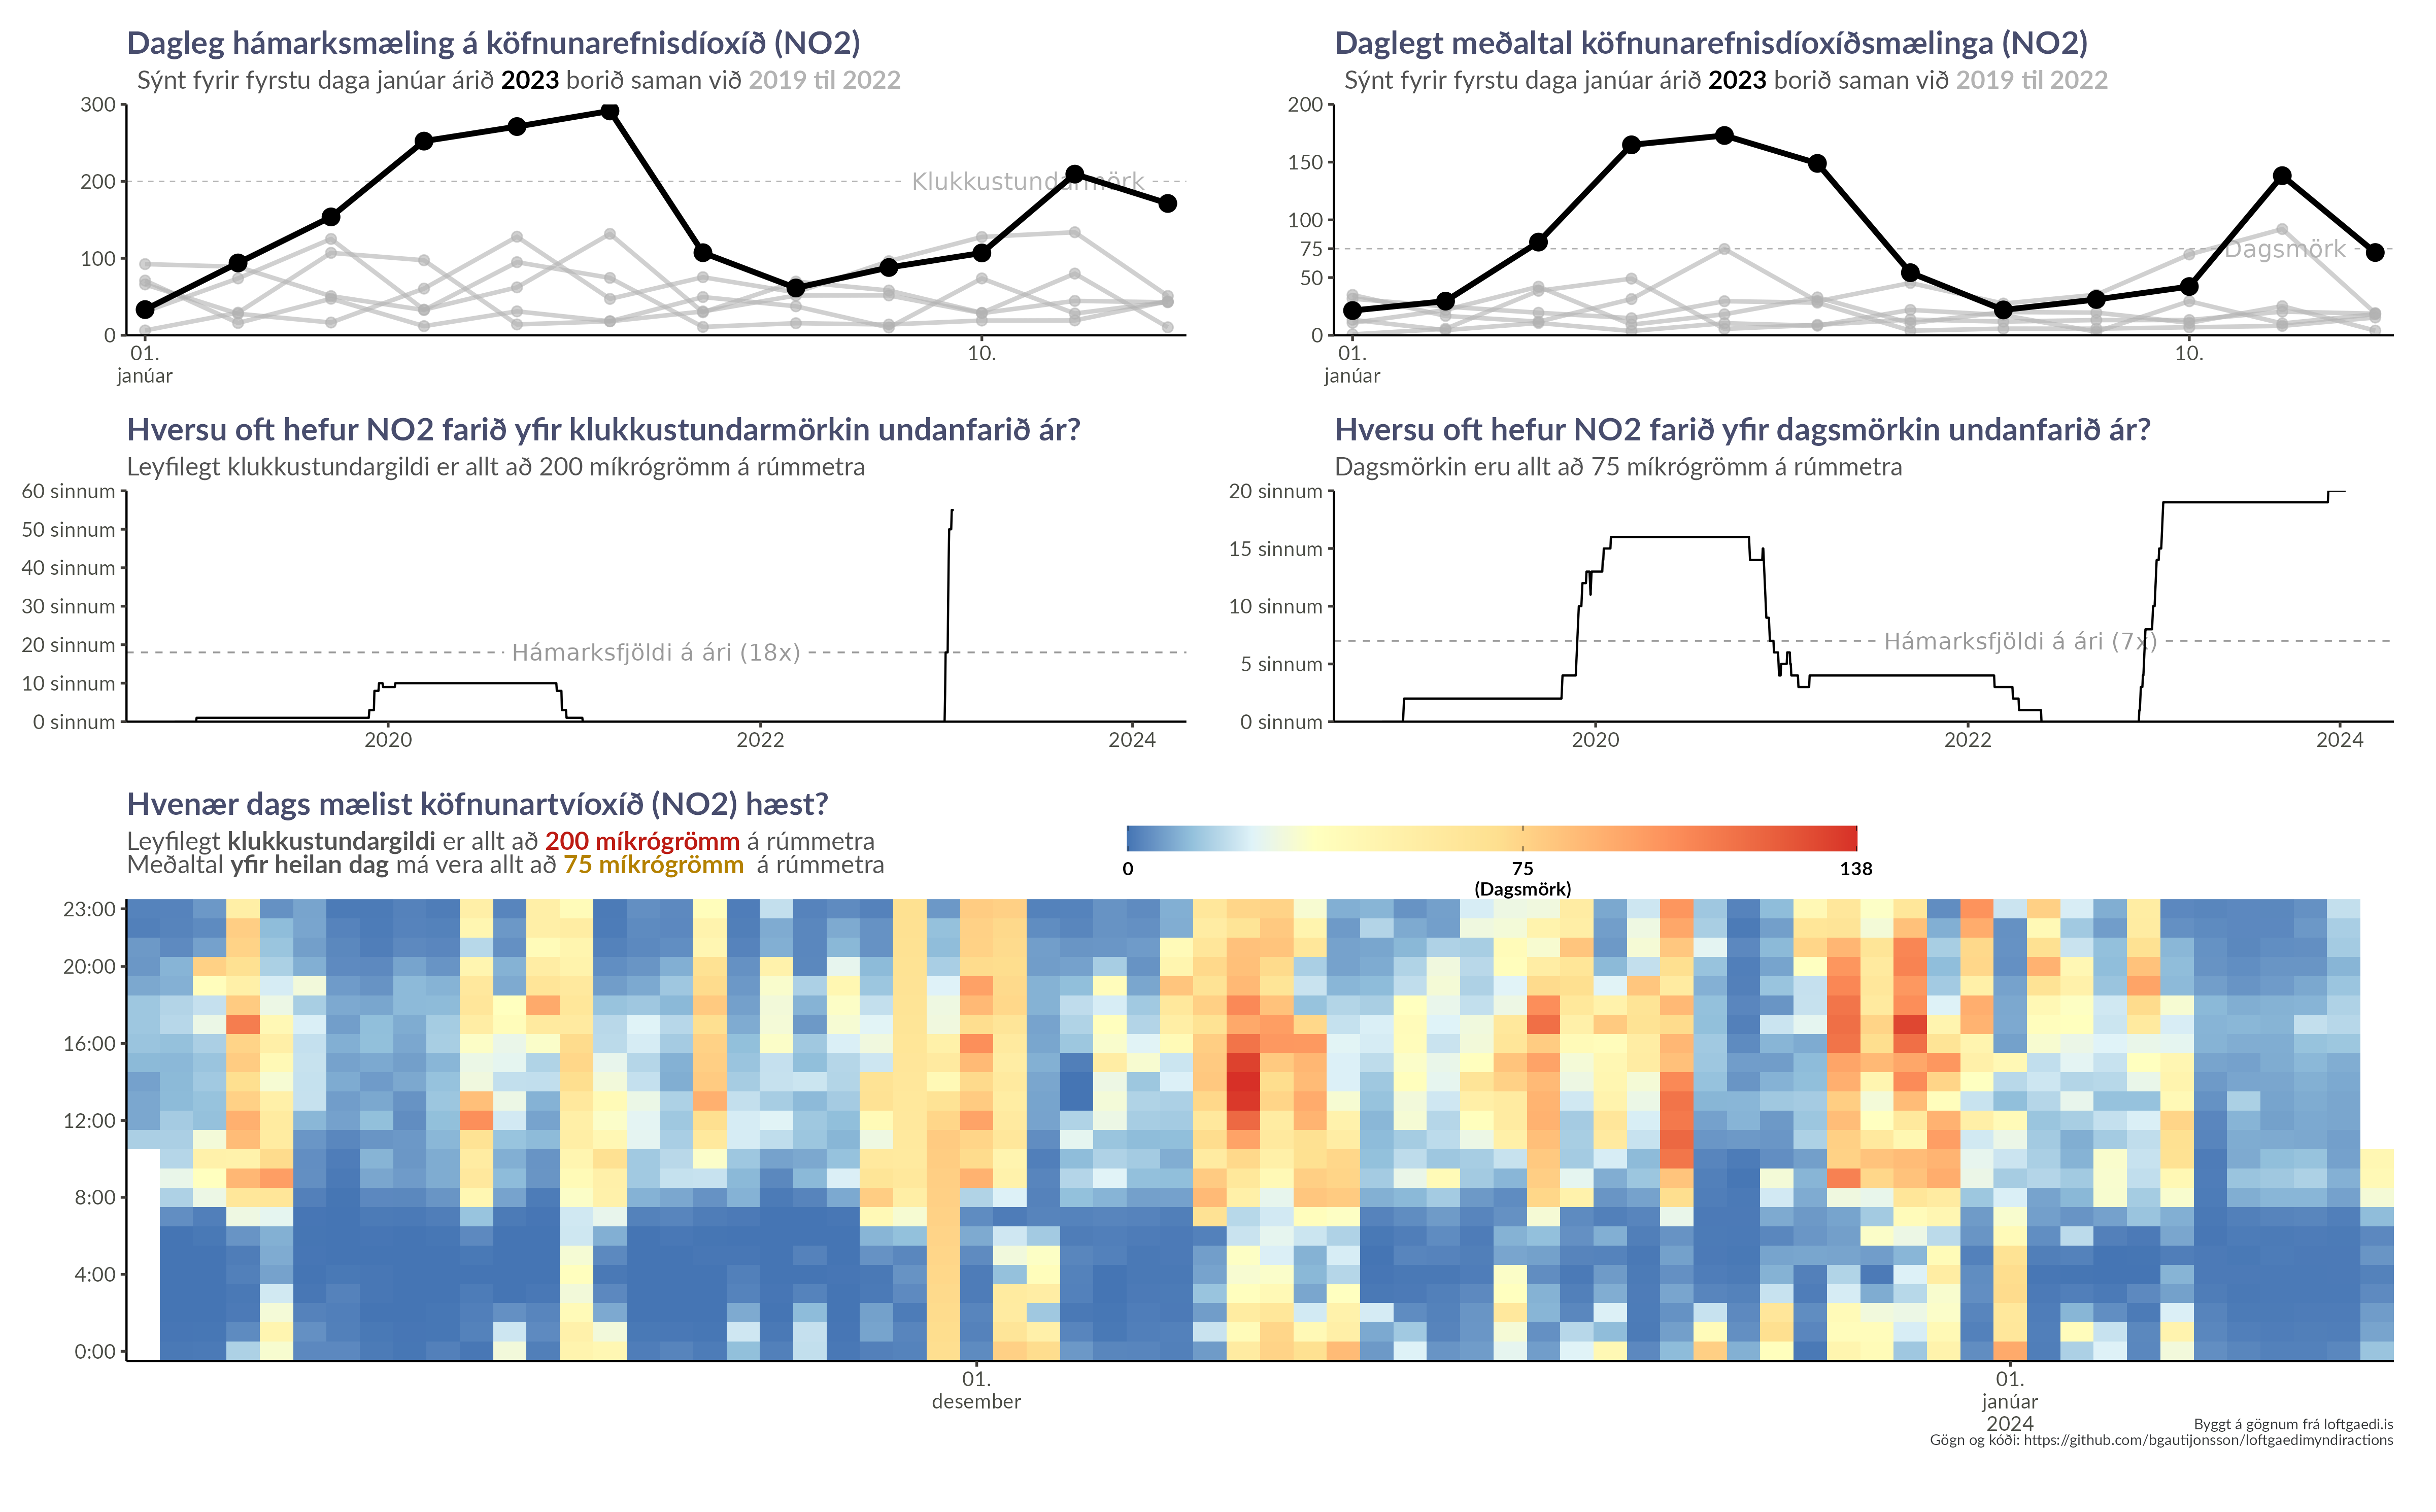 Dagleg hámarksmæling á köfnunarefnisdíoxíð (NO2)
Sýnt fyrir fyrstu daga janúar árið 2023 borið saman við 2019 til 2022
300
200
100
0
Klukkustundarmörk
01.
janúar
10.
Daglegt meðaltal köfnunarefnisdíoxíðsmælinga (NO2)
Sýnt fyrir fyrstu daga janúar árið 2023 borið saman við 2019 til 2022
200
150
100
75
50
0
Dagsmörk
01.
janúar
10.
Hversu oft hefur NO2 farið yfir klukkustundarmörkin undanfarið ár?
Leyfilegt klukkustundargildi er allt að 200 míkrógrömm á rúmmetra
60 sinnum
50 sinnum
40 sinnum
30 sinnum
20 sinnum
10 sinnum
0 sinnum
Hámarksfjöldi á ári (18x)
2020
2022
2024
Hversu oft hefur NO2 farið yfir dagsmörkin undanfarið ár?
Dagsmörkin eru allt að 75 míkrógrömm á rúmmetra
20 sinnum
15 sinnum
10 sinnum
5 sinnum
0 sinnum
Hámarksfjöldi á ári (7x)
2020
2022
2024
Hvenær dags mælist köfnunartvíoxíð (NO2) hæst?
Leyfilegt klukkustundargildi er allt að 200 míkrógrömm á rúmmetra
Meðaltal yfir heilan dag má vera allt að 75 míkrógrömm á rúmmetra
0
75
(Dagsmörk)
138
23:00
20:00
16:00
12:00
8:00
4:00
0:00
01.
desember
01.
janúar
2024
Byggt á gögnum frá loftgaedi.is
Gögn og kóði: https://github.com/bgautijonsson/loftgaedimyndiractions